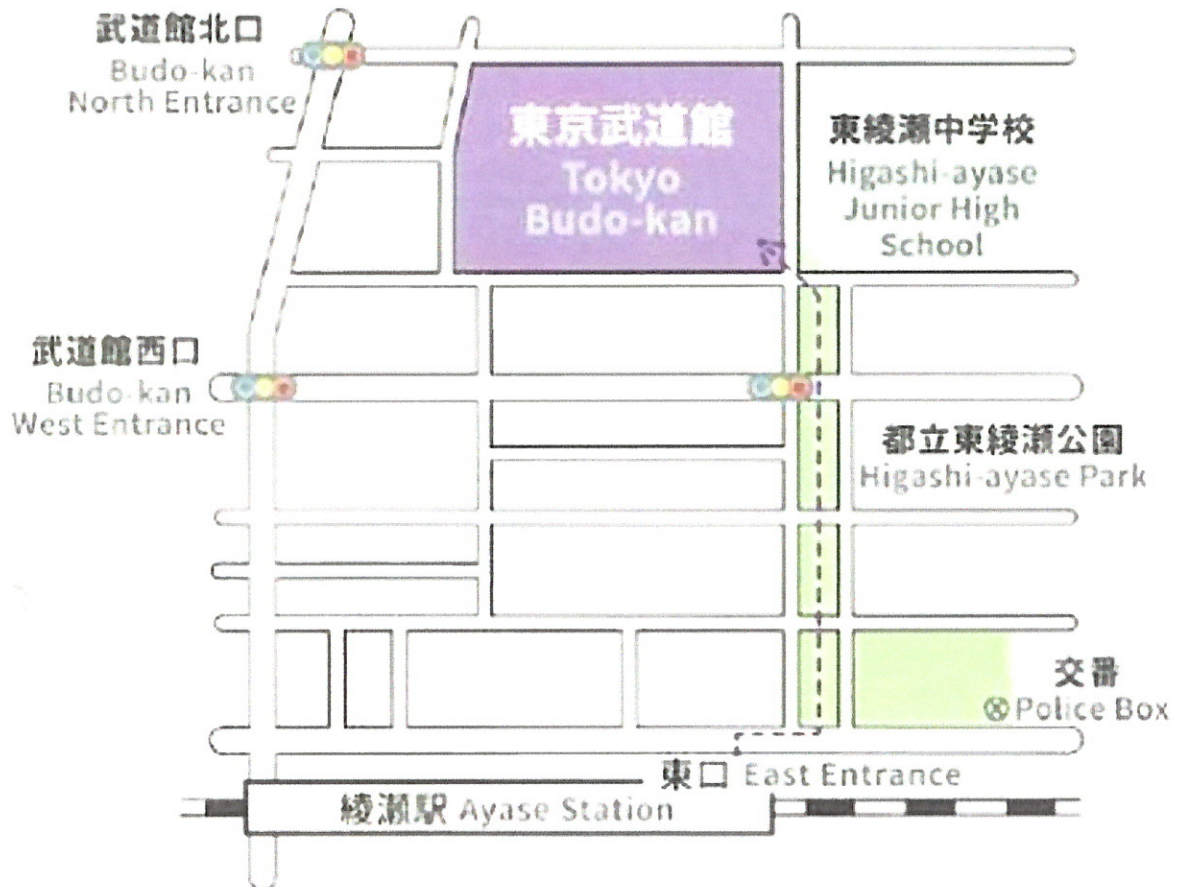 武道館北口
Budo-kan
North Entrance
東京武道館
Tokyo
Budo-kan
東綾瀬中学校
Higashi-ayase
Junior High
School
武道館西口
Budo-kan
West Entrance
都立東綾瀬公園
Higashi-ayase Park
交番
Police Box
東口 East Entrance
綾瀬駅 Ayase Station